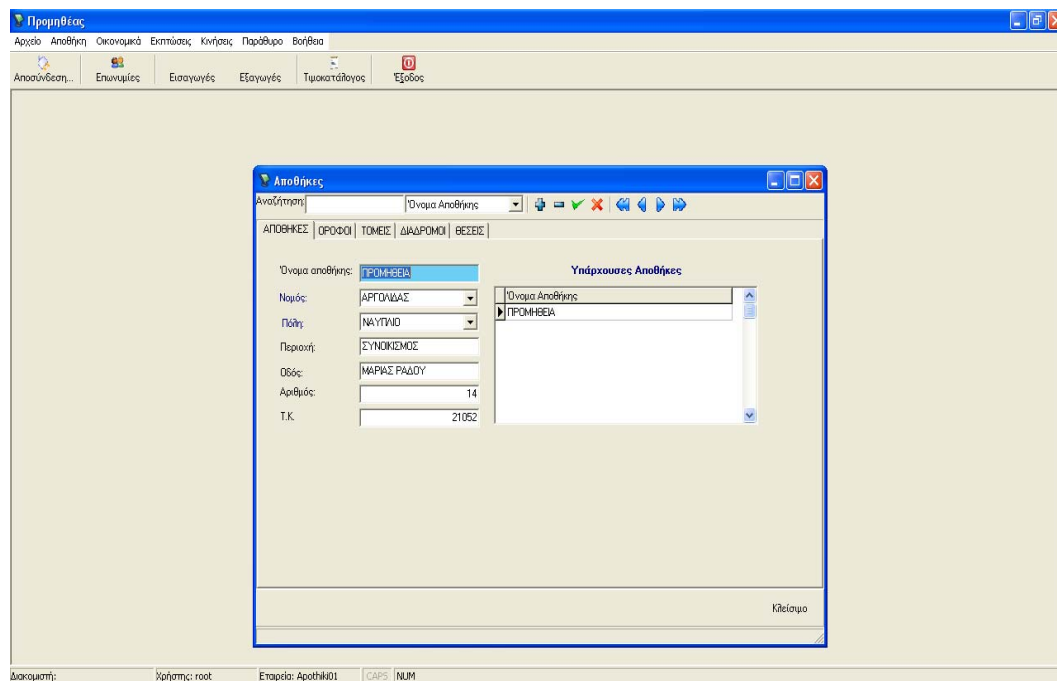 Προμηθέας
Αρχείο Αποθήκη Οικονομικά Εκπτώσεις Κινήσεις Παράθυρο Βοήθεια
Αποσύνδεση... Επωνυμίες Εισαγωγές Εξαγωγές Τιμοκατάλογος Έξοδος
Αποθήκες
Αναζήτηση: Όνομα Αποθήκης
ΑΠΟΘΗΚΕΣ ΟΡΟΦΟΙ ΤΟΜΕΙΣ ΔΙΑΔΡΟΜΟΙ ΘΕΣΕΙΣ
Όνομα αποθήκης: ΠΡΟΜΗΘΕΙΑ
Υπάρχουσες Αποθήκες
Νομός: ΑΡΓΟΛΙΔΑΣ
Όνομα Αποθήκης
ΠΡΟΜΗΘΕΙΑ
Πόλη: ΝΑΥΠΛΙΟ
Περιοχή: ΣΥΝΟΙΚΙΣΜΟΣ
Οδός: ΜΑΡΙΑΣ ΡΑΔΟΥ
Αριθμός: 14
Τ.Κ. 21052
Κλείσιμο
Διακομιστή: Χρήστης: root Εταιρεία: Apothiki01 CAPS NUM